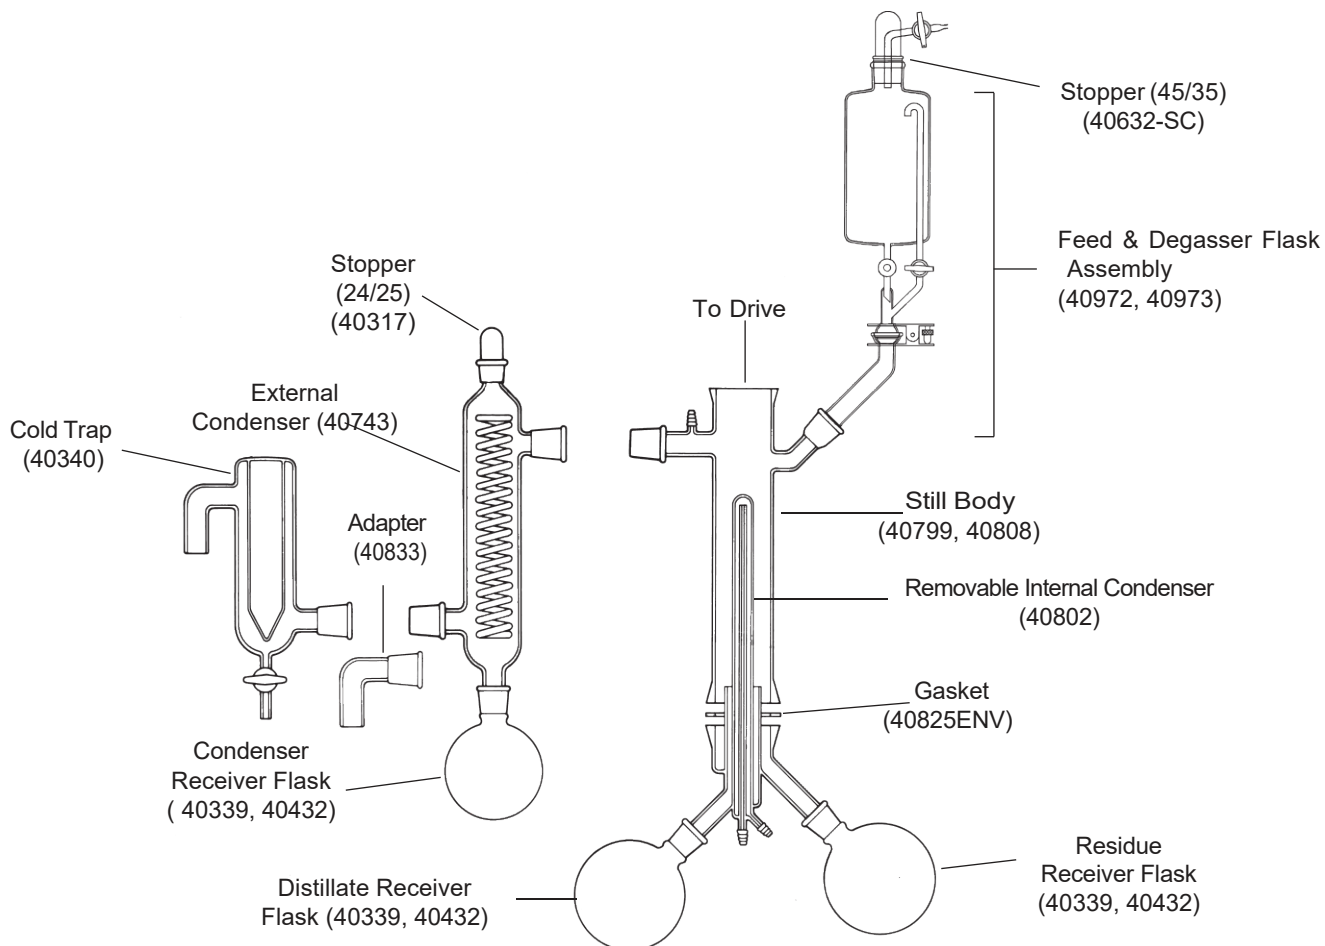 Stopper (45/35)
(40632-SC)
Feed & Degasser Flask
Assembly
(40972, 40973)
Stopper
(24/25)
(40317)
To Drive
External
Condenser (40743)
Cold Trap
(40340)
Adapter
(40833)
Still Body
(40799, 40808)
Removable Internal Condenser
(40802)
Gasket
(40825ENV)
Condenser
Receiver Flask
( 40339, 40432)
Distillate Receiver
Flask (40339, 40432)
Residue
Receiver Flask
(40339, 40432)